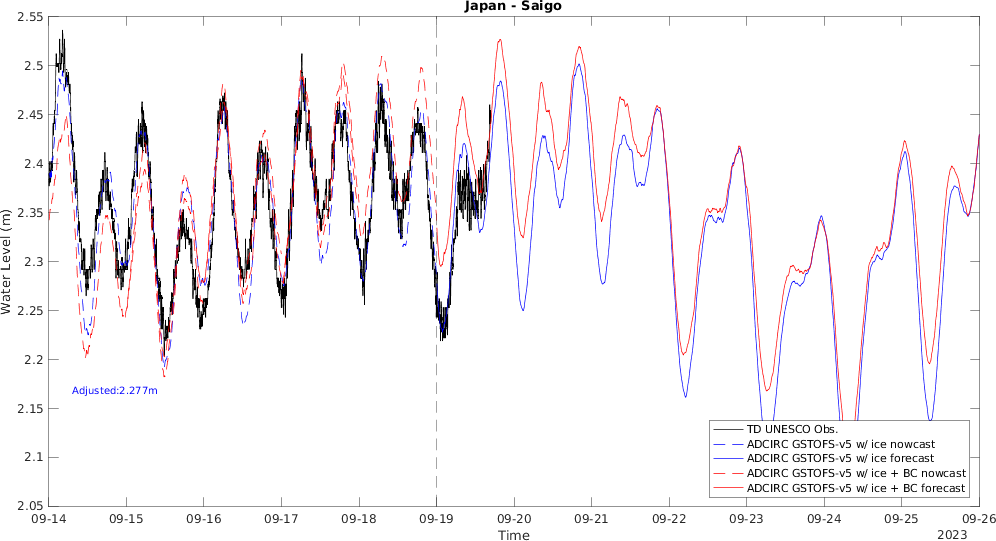 Japan - Saigo
2.55
2.5
2.45
2.4
2.35
2.3
2.25
2.2
2.15
2.1
2.05
Water Level (m)
Adjusted:2.277m
TD UNESCO Obs.
ADCIRC GSTOFS-v5 w/ ice nowcast
ADCIRC GSTOFS-v5 w/ ice forecast
ADCIRC GSTOFS-v5 w/ ice + BC nowcast
ADCIRC GSTOFS-v5 w/ ice + BC forecast
09-14 09-15 09-16 09-17 09-18 09-19 09-20 09-21 09-22 09-23 09-24 09-25 09-26
Time
2023